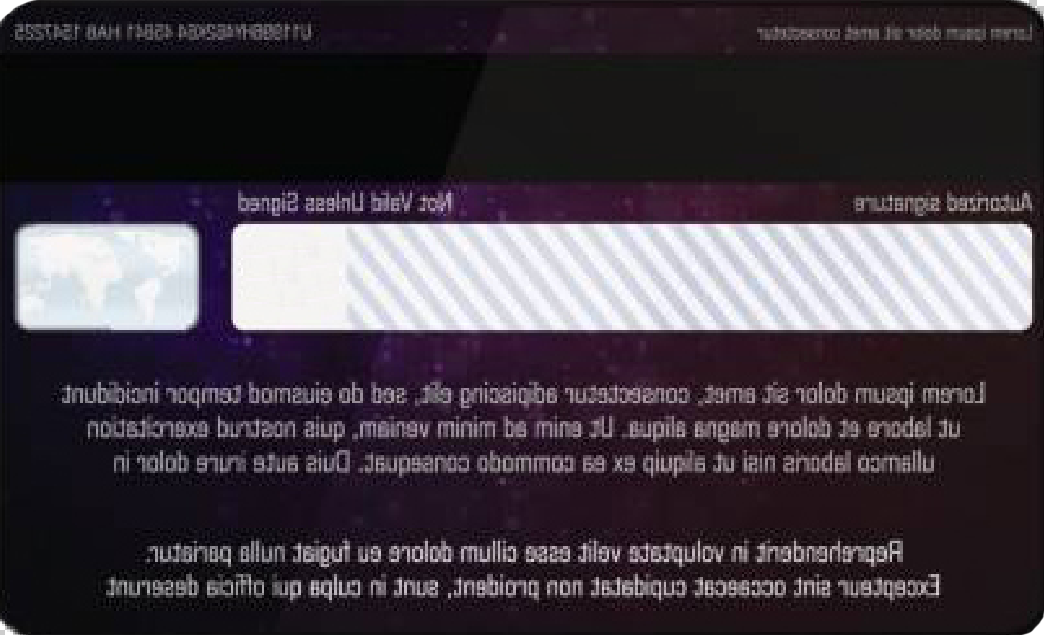 Lorem ipsum dolor sit amet consectetur
Autorized signature Not Valid Unless Signed
Lorem ipsum dolor sit amet, consectetur adipiscing elit, sed do eiusmod tempor incididunt
ut labore et dolore magna aliqua. Ut enim ad minim veniam, quis nostrud exercitation
ullamco laboris nisi ut aliquip ex ea commodo consequat. Duis aute irure dolor in
Reprehenderit in voluptate velit esse cillum dolore eu fugiat nulla pariatur.
Excepteur sint occaecat cupidatat non proident, sunt in culpa qui officia deserunt